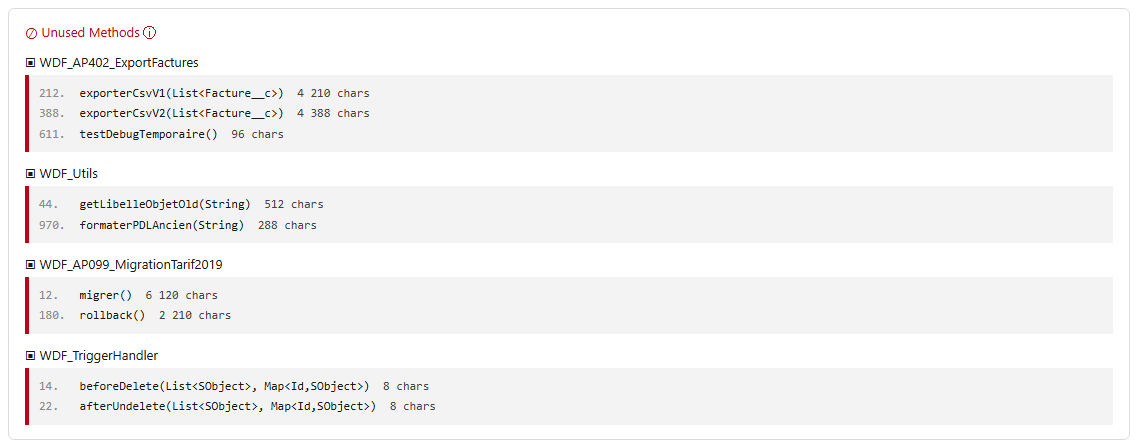 Unused Methods
WDF_AP402_ExportFactures
212. exporterCsvV1(List<Facture__c>) 4 210 chars
388. exporterCsvV2(List<Facture__c>) 4 388 chars
611. testDebugTemporaire() 96 chars
WDF_Utils
44. getLibelleObjetOld(String) 512 chars
970. formaterPDLAncien(String) 288 chars
WDF_AP099_MigrationTarif2019
12. migrer() 6 120 chars
180. rollback() 2 210 chars
WDF_TriggerHandler
14. beforeDelete(List<SObject>, Map<Id,SObject>) 8 chars
22. afterUndelete(List<SObject>, Map<Id,SObject>) 8 chars